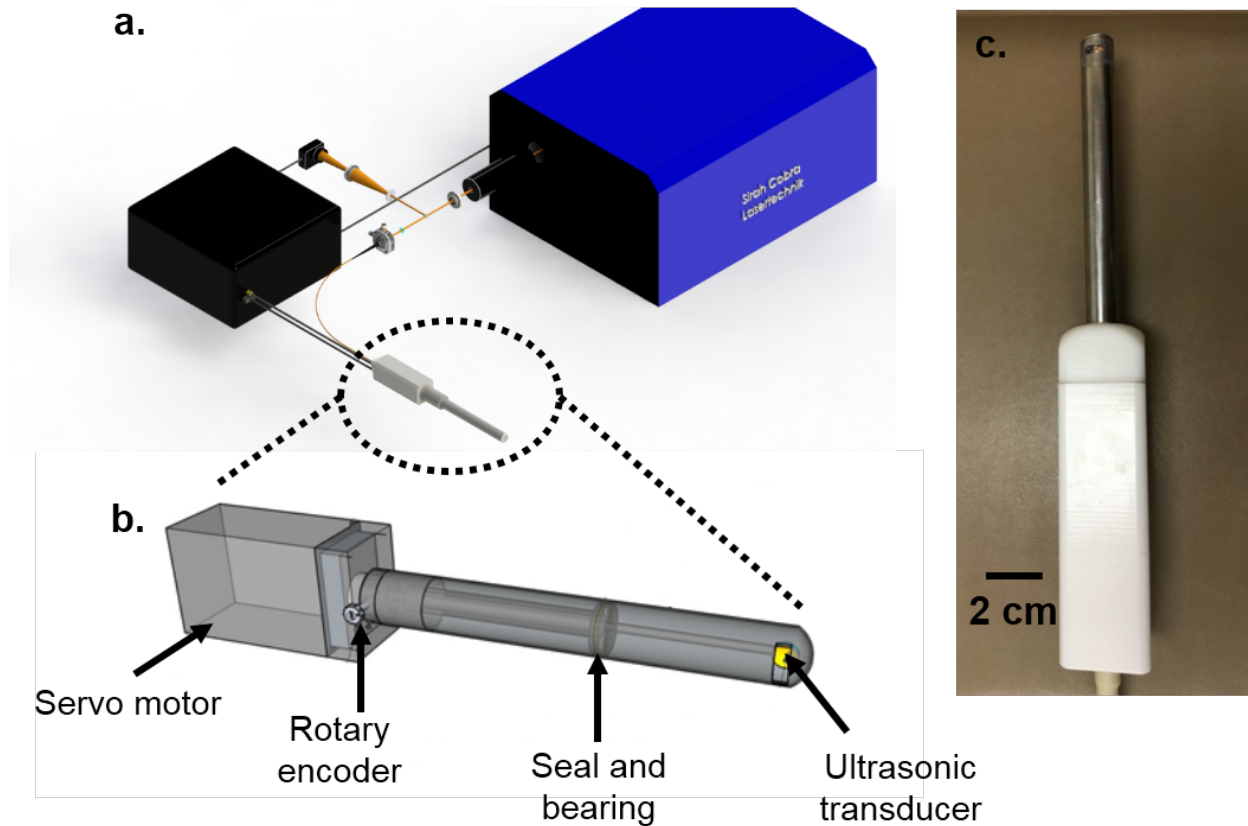 a.
Sirah Cobra
Lasertechnik
c.
b.
2 cm
Servo motor
Rotary
encoder
Seal and
bearing
Ultrasonic
transducer